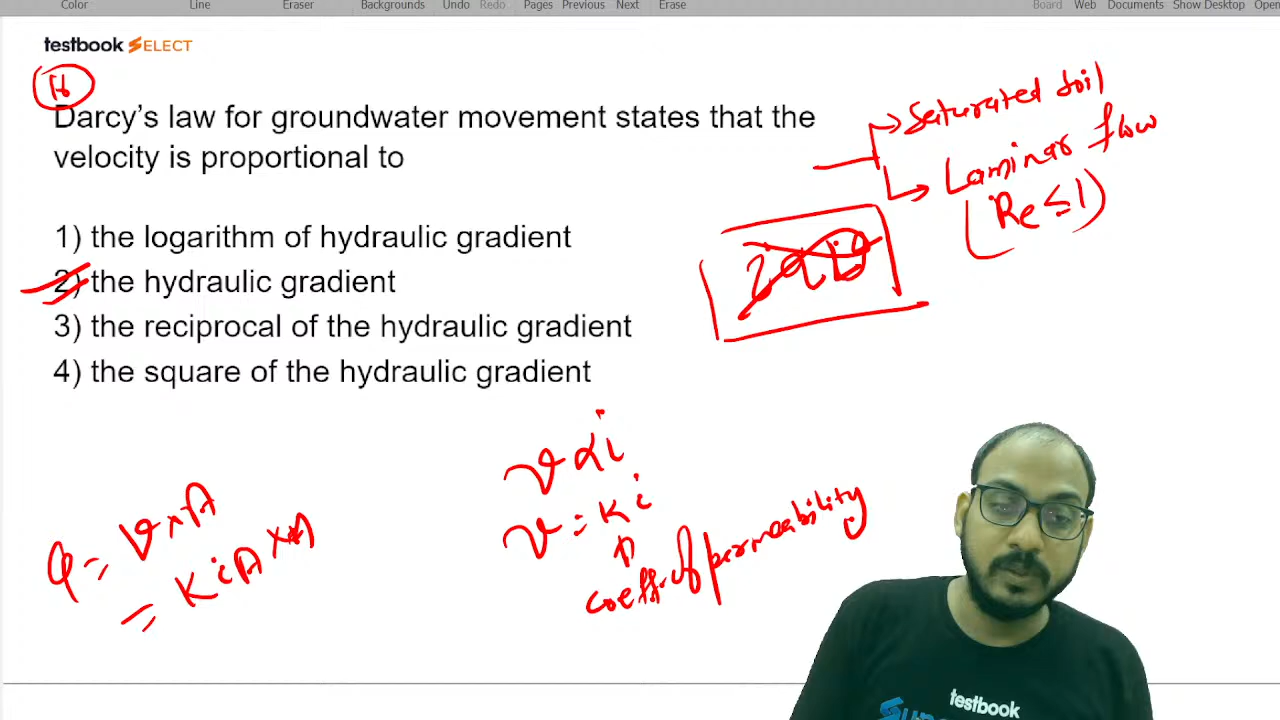 Color Line Eraser Backgrounds Undo Redo Pages Previous Next Erase Board Web Documents Show Desktop Open
testbook SELECT
16
Darcy's law for groundwater movement states that the
velocity is proportional to
1) the logarithm of hydraulic gradient
2) the hydraulic gradient
3) the reciprocal of the hydraulic gradient
4) the square of the hydraulic gradient
Saturated soil
Laminar flow
(Re ≤ 1)
v α i
v = K i
coeff. of permeability
Q = v × A
= K i A
testbook